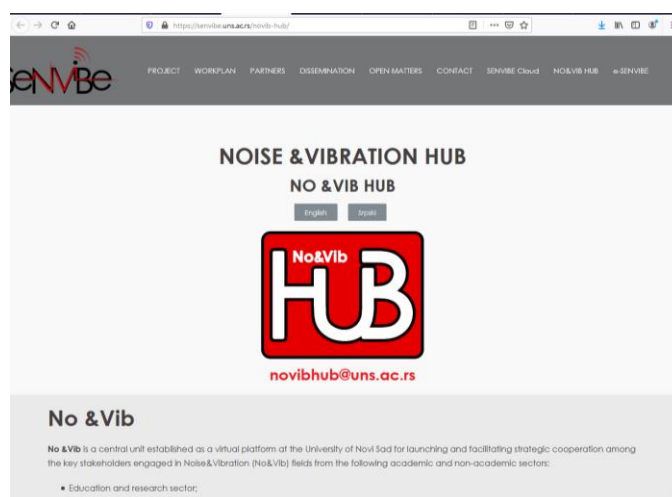 https://senvibe.uns.ac.rs/novib-hub/
SENVIBE
PROJECT WORKPLAN PARTNERS DISSEMINATION OPEN MATTERS CONTACT SENVIBE Cloud NO&VIB HUB e-SENVIBE
NOISE &VIBRATION HUB
NO &VIB HUB
English Srpski
No&Vib
HUB
novibhub@uns.ac.rs
No &Vib
No &Vib is a central unit established as a virtual platform at the University of Novi Sad for launching and facilitating strategic cooperation among
the key stakeholders engaged in Noise&Vibration (No&Vib) fields from the following academic and non-academic sectors:
• Education and research sector;